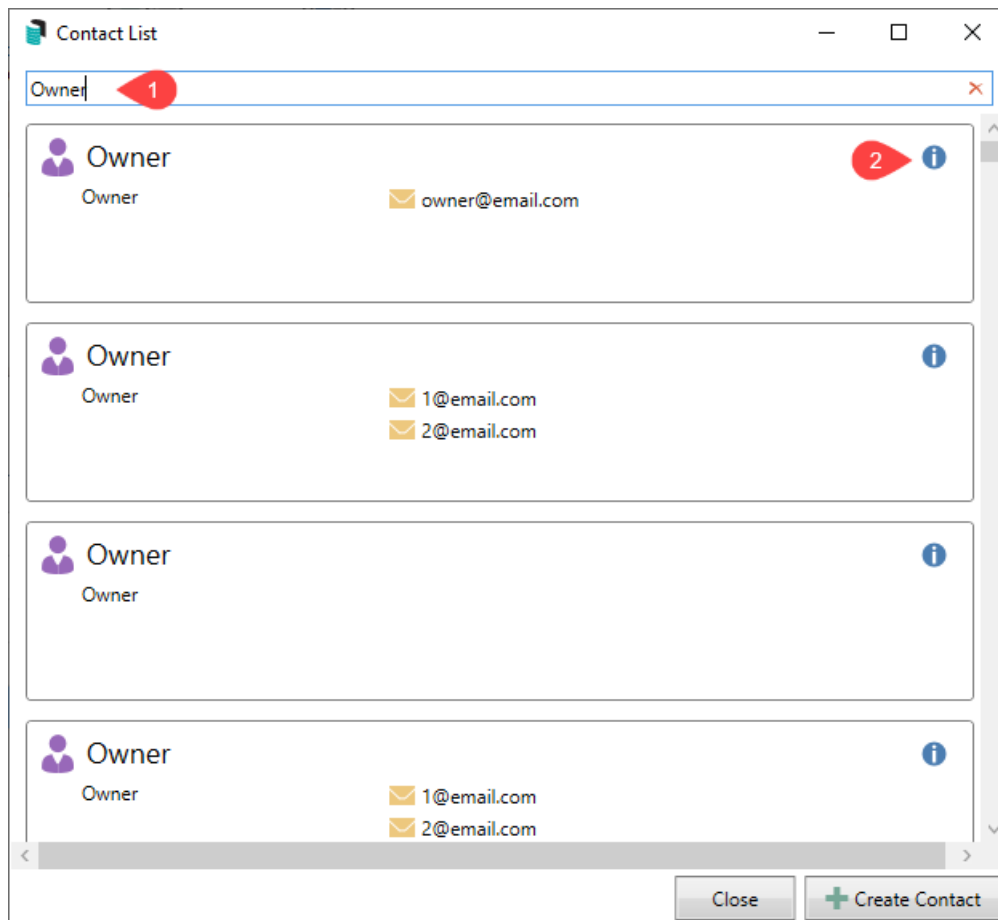 Contact List
Owner 1
Owner 2
Owner owner@email.com
Owner
Owner 1@email.com
2@email.com
Owner
Owner
Owner
Owner 1@email.com
2@email.com
Close Create Contact